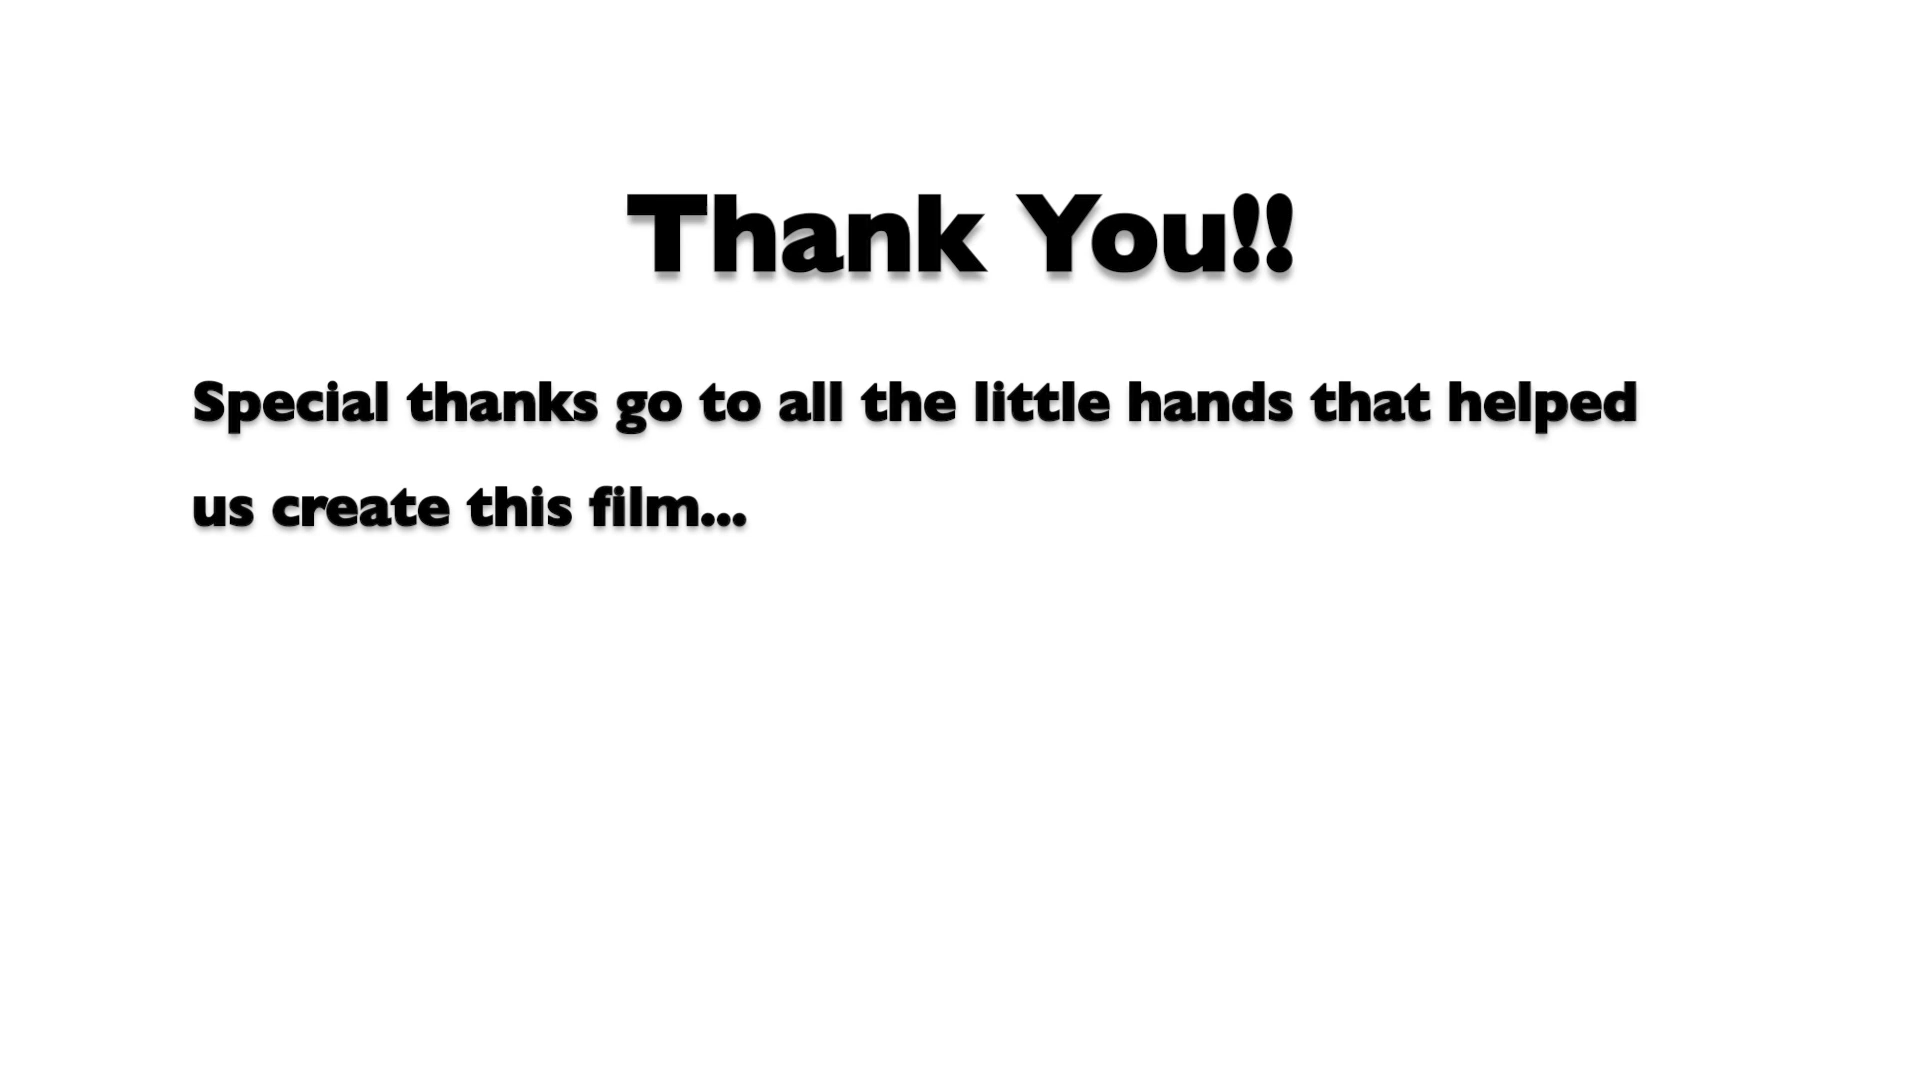 Thank You!!
Special thanks go to all the little hands that helped
us create this film...